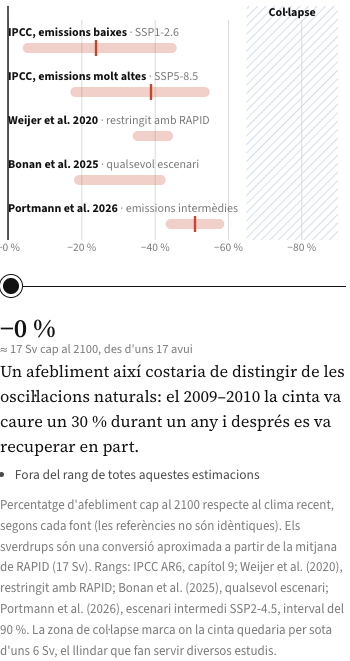 Col·lapse
IPCC, emissions baixes · SSP1-2.6
IPCC, emissions molt altes · SSP5-8.5
Weijer et al. 2020 · restringit amb RAPID
Bonan et al. 2025 · qualsevol escenari
Portmann et al. 2026 · emissions intermèdies
−0 % −20 % −40 % −60 % −80 %
−0 %
≈ 17 Sv cap al 2100, des d'uns 17 avui
Un afebliment així costaria de distingir de les
oscil·lacions naturals: el 2009–2010 la cinta va
caure un 30 % durant un any i després es va
recuperar en part.
• Fora del rang de totes aquestes estimacions
Percentatge d'afebliment cap al 2100 respecte al clima recent,
segons cada font (les referències no són idèntiques). Els
sverdrups són una conversió aproximada a partir de la mitjana
de RAPID (17 Sv). Rangs: IPCC AR6, capítol 9; Weijer et al. (2020),
restringit amb RAPID; Bonan et al. (2025), qualsevol escenari;
Portmann et al. (2026), escenari intermedi SSP2-4.5, interval del
90 %. La zona de col·lapse marca on la cinta quedaria per sota
d'uns 6 Sv, el llindar que fan servir diversos estudis.